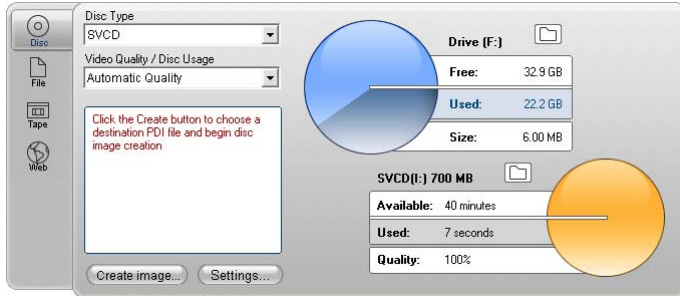 Disc
File
Tape
Web
Disc Type
SVCD
Video Quality / Disc Usage
Automatic Quality
Click the Create button to choose a
destination PDI file and begin disc
image creation
Create image...
Settings...
Drive (F:)
Free: 32.9 GB
Used: 22.2 GB
Size: 6.00 MB
SVCD(I:) 700 MB
Available: 40 minutes
Used: 7 seconds
Quality: 100%